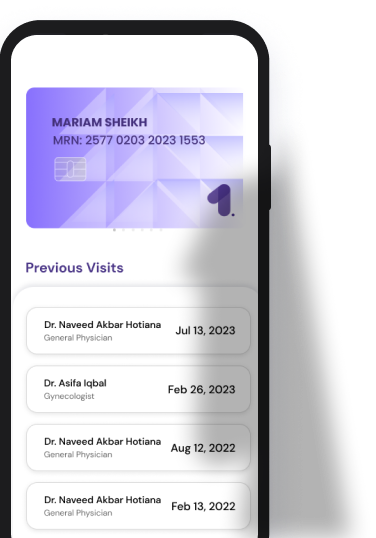 MARIAM SHEIKH
MRN: 2577 0203 2023 1553
1.
Previous Visits
Dr. Naveed Akbar Hotiana
General Physician
Jul 13, 2023
Dr. Asifa Iqbal
Gynecologist
Feb 26, 2023
Dr. Naveed Akbar Hotiana
General Physician
Aug 12, 2022
Dr. Naveed Akbar Hotiana
General Physician
Feb 13, 2022